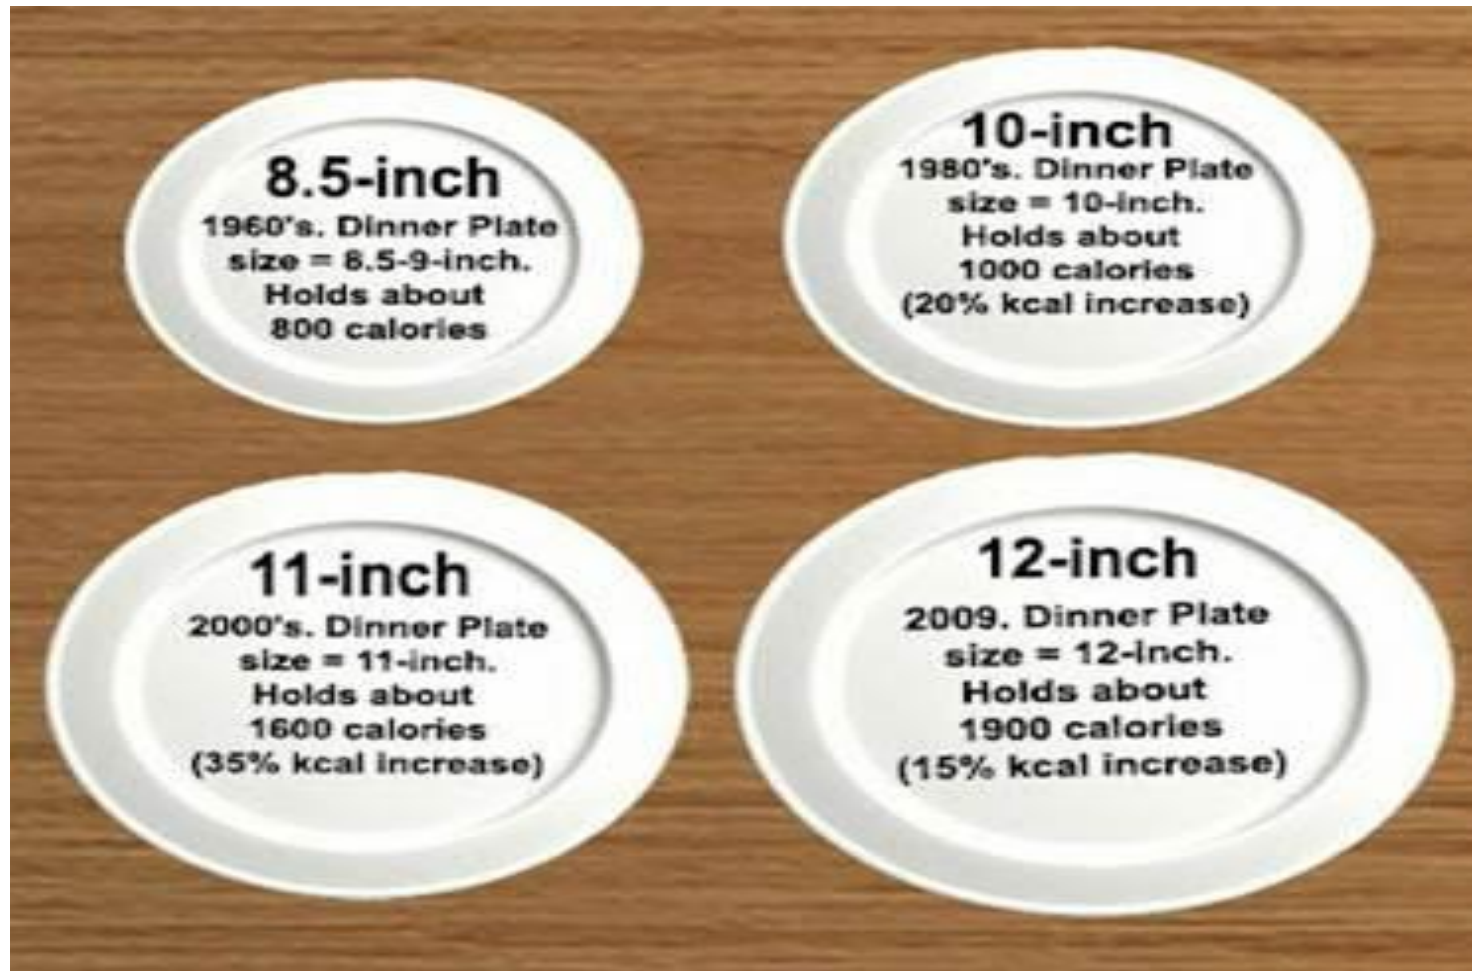 8.5-inch
1960's. Dinner Plate
size = 8.5-9-inch.
Holds about
800 calories
10-inch
1980's. Dinner Plate
size = 10-inch.
Holds about
1000 calories
(20% kcal increase)
11-inch
2000's. Dinner Plate
size = 11-inch.
Holds about
1600 calories
(35% kcal increase)
12-inch
2009. Dinner Plate
size = 12-inch.
Holds about
1900 calories
(15% kcal increase)